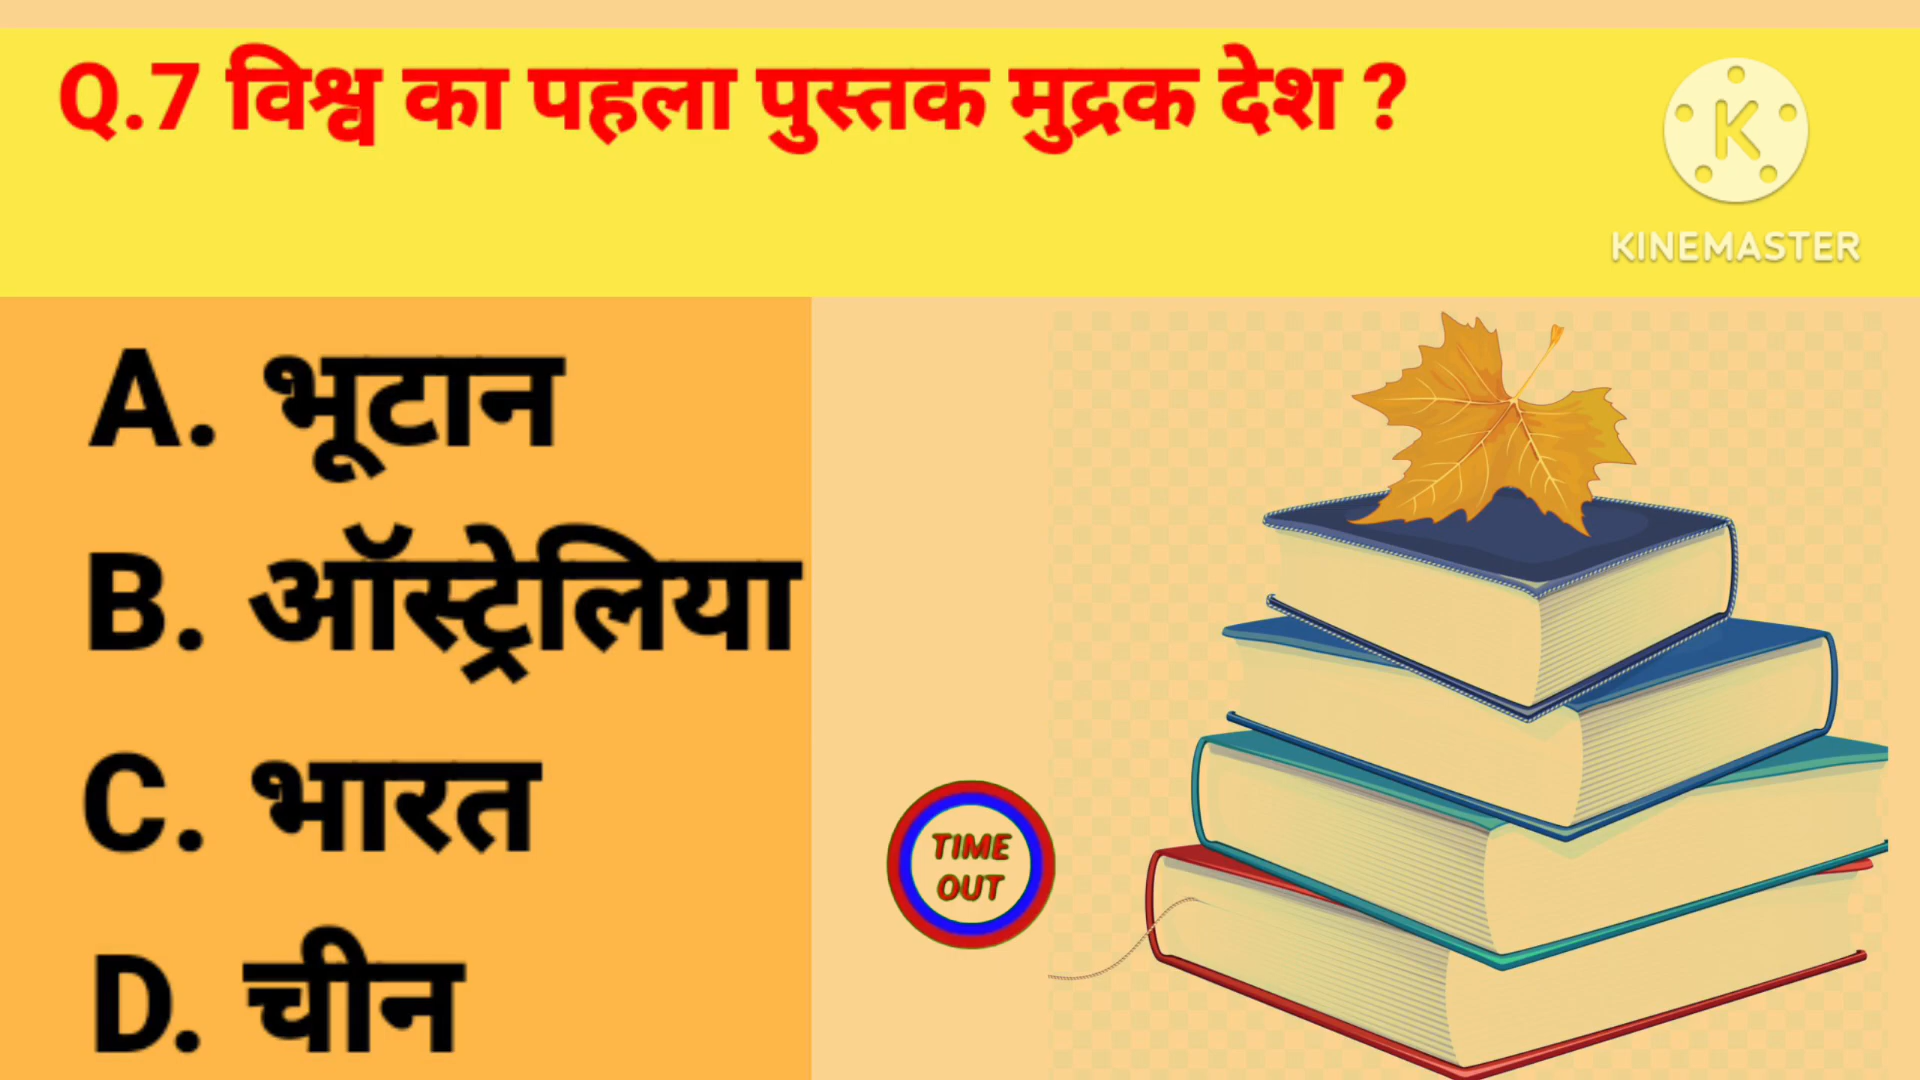 Q.7 विश्व का पहला पुस्तक मुद्रक देश ?
K
KINEMASTER
A. भूटान
B. ऑस्ट्रेलिया
C. भारत
D. चीन
TIME
OUT